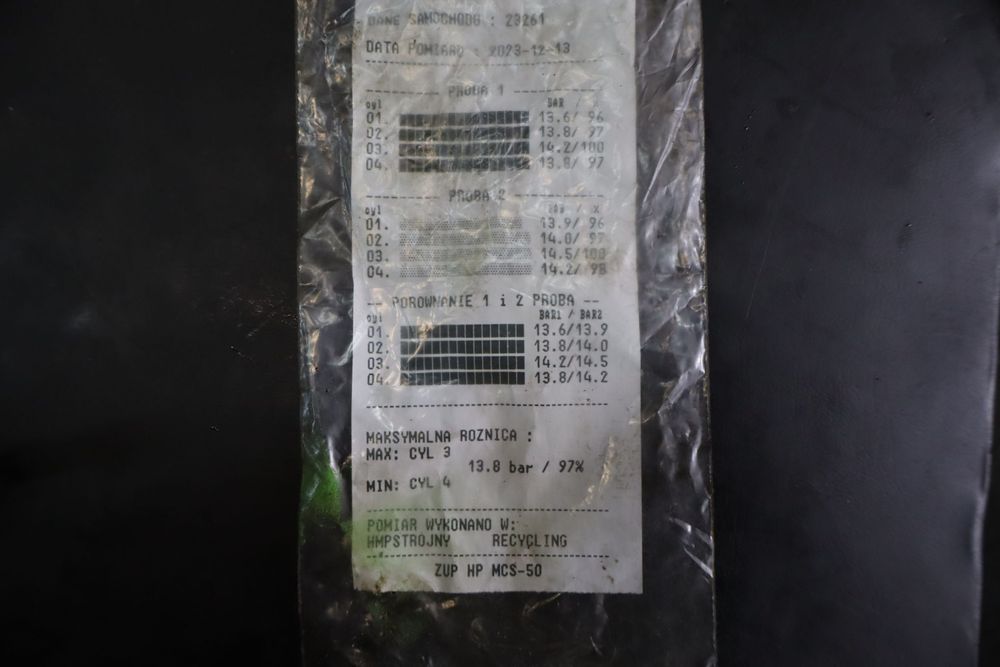 DANE SAMOCHODU : 23261
DATA POMIARU : 2023-12-13
PROBA 1
cyl BAR / %
01. 13.6/ 96
02. 13.8/ 97
03. 14.2/100
04. 13.8/ 97
PROBA 2
cyl BAR / %
01. 13.9/ 96
02. 14.0/ 97
03. 14.5/100
04. 14.2/ 98
-- POROWNANIE 1 i 2 PROBA --
cyl BAR1 / BAR2
01. 13.6/13.9
02. 13.8/14.0
03. 14.2/14.5
04. 13.8/14.2
MAKSYMALNA ROZNICA :
MAX: CYL 3
13.8 bar / 97%
MIN: CYL 4
POMIAR WYKONANO W:
HMPSTROJNY RECYCLING
ZUP HP MCS-50